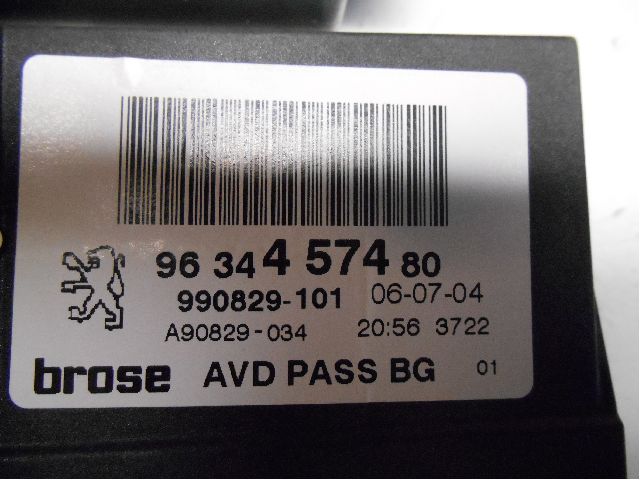 96 34 4 574 80
990829-101 06-07-04
A90829-034 20:56 3722
brose AVD PASS BG 01